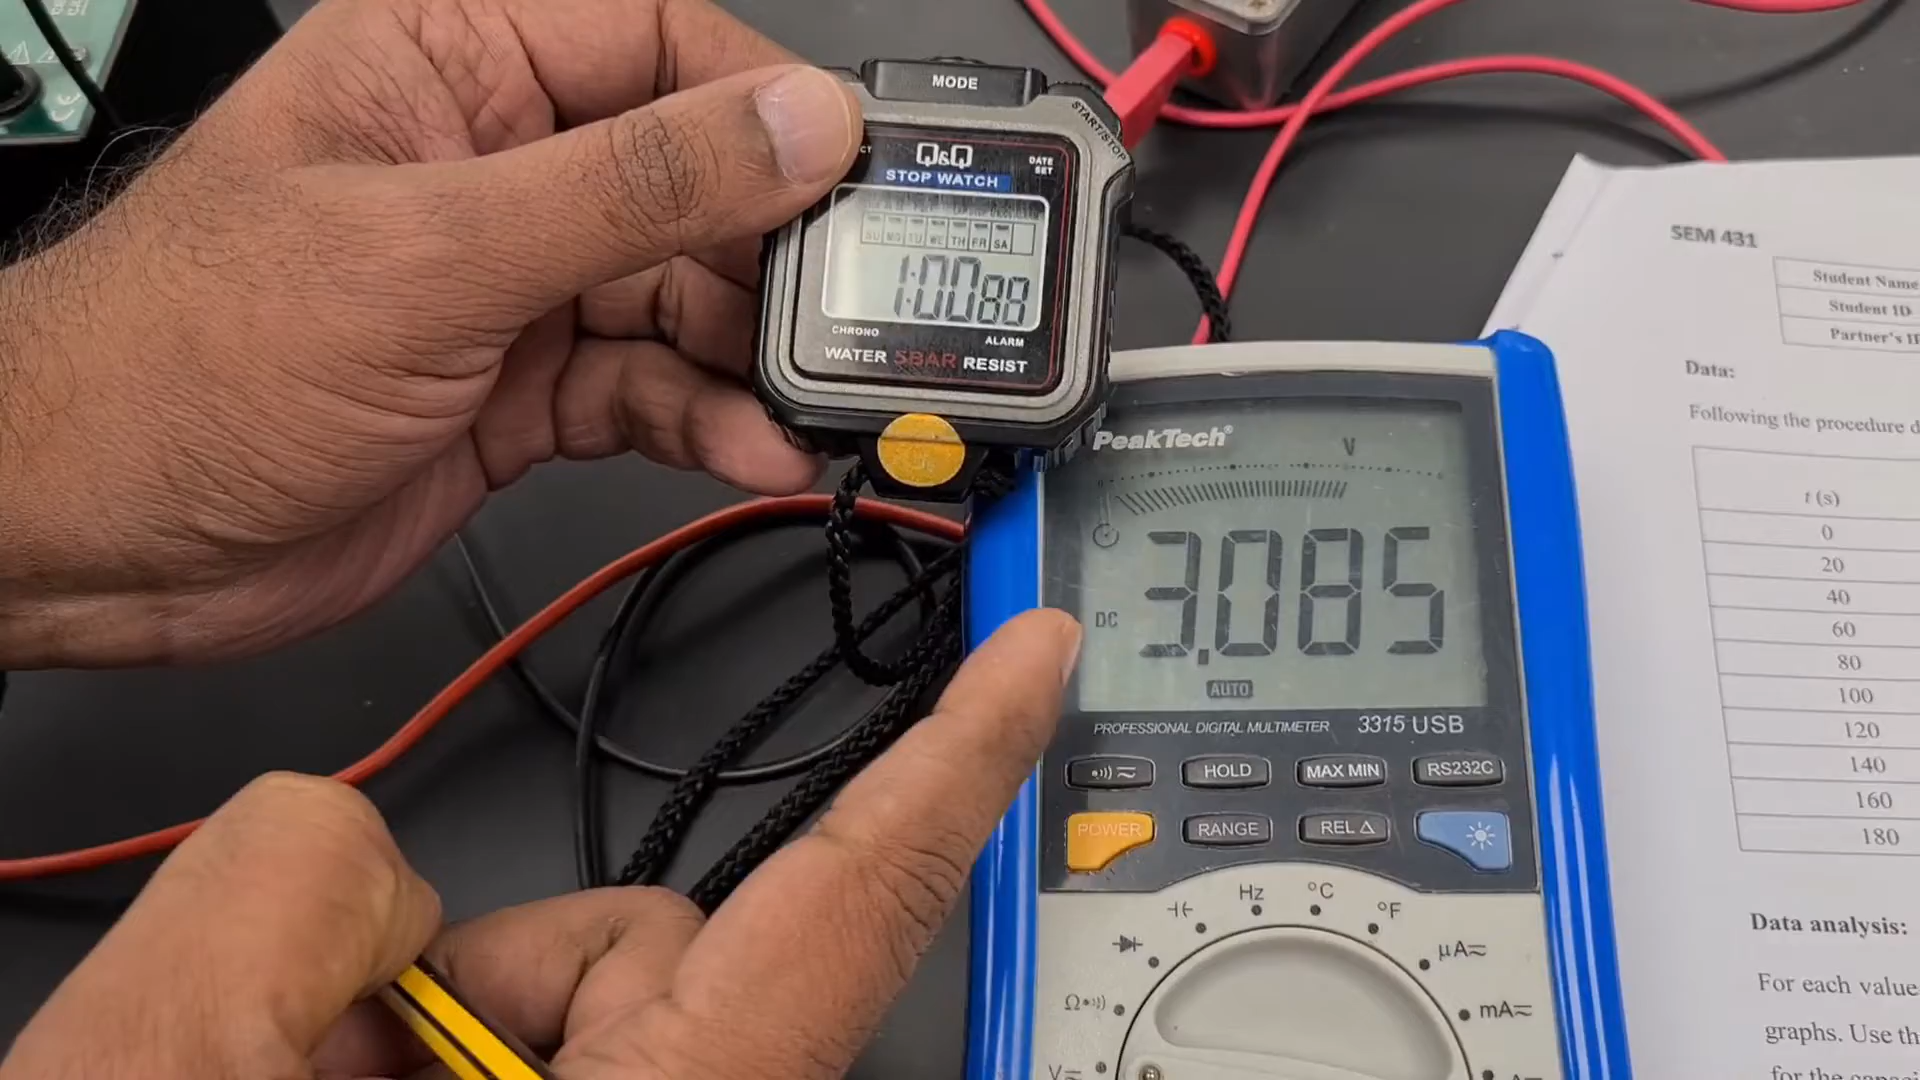 MODE
START/STOP
Q&Q
DATE
SET
STOP WATCH
SU MO TU WE TH FR SA
1:0088
CHRONO
ALARM
WATER 5BAR RESIST
PeakTech®
V
DC
3.085
AUTO
PROFESSIONAL DIGITAL MULTIMETER 3315 USB
HOLD
MAX MIN
RS232C
POWER
RANGE
REL Δ
Hz
°C
°F
µA
mA
Ω
V
SEM 431
Student Name
Student ID
Partner's
Data:
Following the procedure
t (s)
0
20
40
60
80
100
120
140
160
180
Data analysis:
For each value
graphs. Use
for the